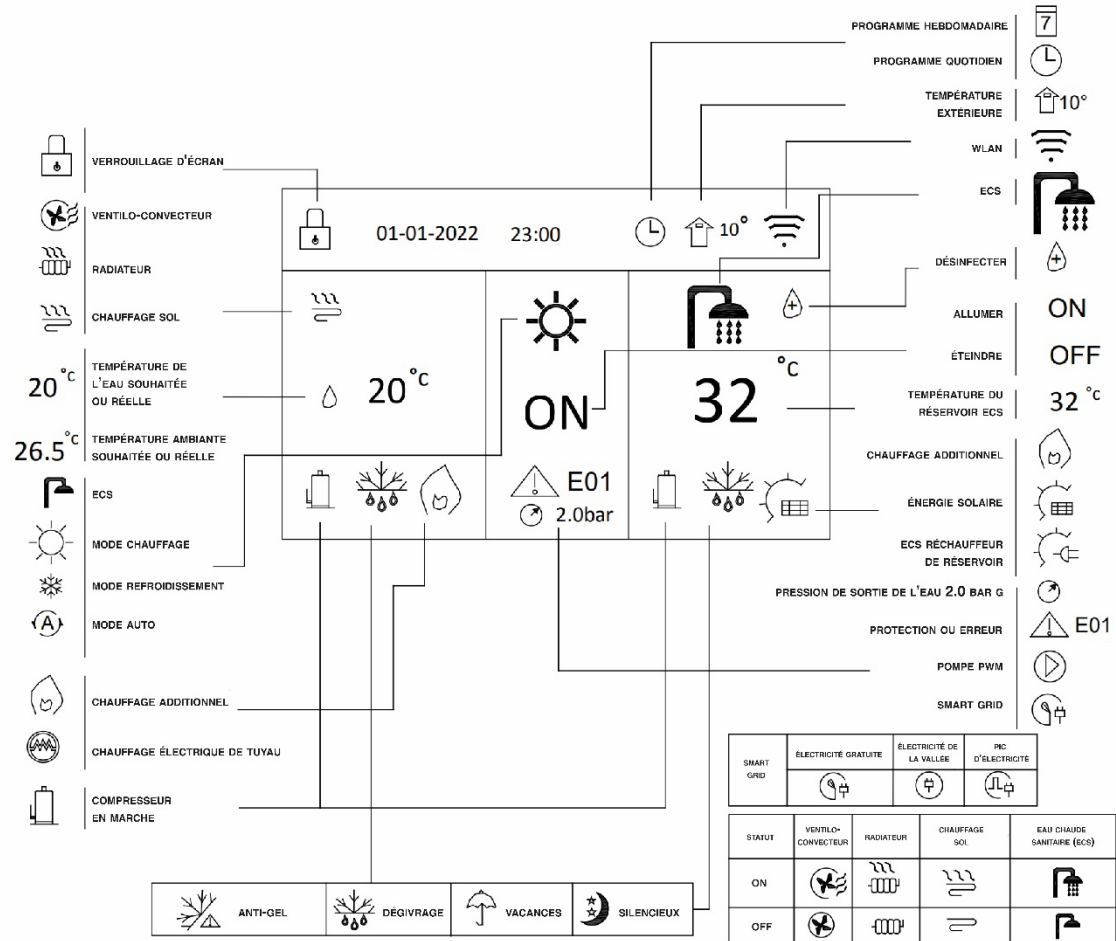 PROGRAMME HEBDOMADAIRE
7
PROGRAMME QUOTIDIEN
TEMPÉRATURE
EXTÉRIEURE
10°
WLAN
ECS
DÉSINFECTER
ALLUMER
ON
ÉTEINDRE
OFF
TEMPÉRATURE DU
RÉSERVOIR ECS
32 °C
CHAUFFAGE ADDITIONNEL
ÉNERGIE SOLAIRE
ECS RÉCHAUFFEUR
DE RÉSERVOIR
PRESSION DE SORTIE DE L'EAU 2.0 BAR G
PROTECTION OU ERREUR
E01
POMPE PWM
SMART GRID
VERROUILLAGE D'ÉCRAN
VENTILO-CONVECTEUR
RADIATEUR
CHAUFFAGE SOL
20 °C
TEMPÉRATURE DE
L'EAU SOUHAITÉE
OU RÉELLE
26.5 °C
TEMPÉRATURE AMBIANTE
SOUHAITÉE OU RÉELLE
ECS
MODE CHAUFFAGE
MODE REFROIDISSEMENT
A
MODE AUTO
CHAUFFAGE ADDITIONNEL
CHAUFFAGE ÉLECTRIQUE DE TUYAU
COMPRESSEUR
EN MARCHE
01-01-2022 23:00
10°
20 °C
ON
32 °C
E01
2.0bar
SMART
GRID
ÉLECTRICITÉ GRATUITE
ÉLECTRICITÉ DE
LA VALLÉE
PIC
D'ÉLECTRICITÉ
STATUT
VENTILO-
CONVECTEUR
RADIATEUR
CHAUFFAGE
SOL
EAU CHAUDE
SANITAIRE (ECS)
ON
OFF
ANTI-GEL
DÉGIVRAGE
VACANCES
SILENCIEUX